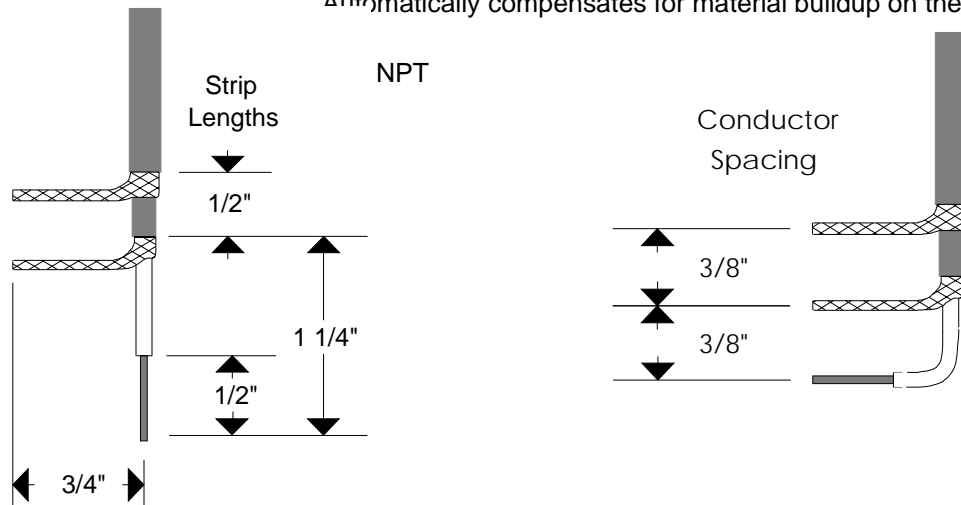 Automatically compensates for material buildup on the
NPT
Strip
Lengths
1/2"
1 1/4"
1/2"
3/4"
Conductor
Spacing
3/8"
3/8"